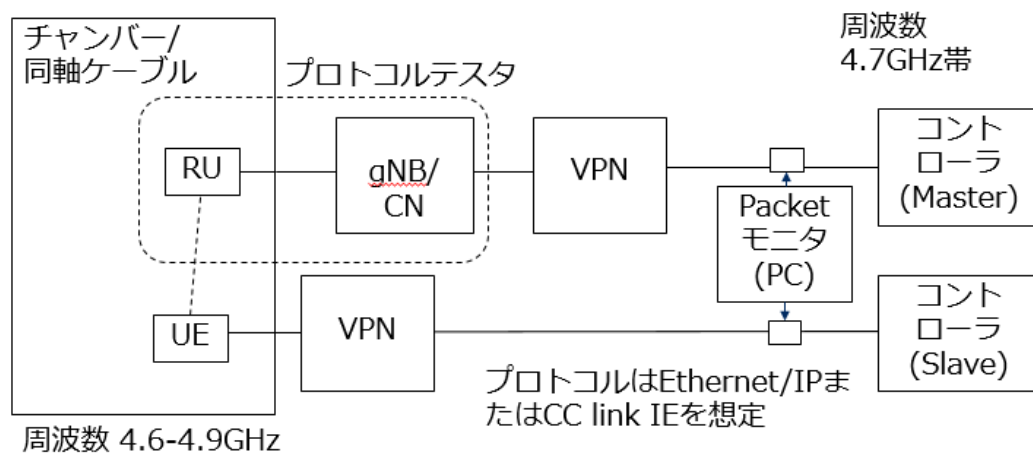 チャンバー/
同軸ケーブル
プロトコルテスタ
周波数
4.7GHz帯
RU
gNB/
CN
VPN
コント
ローラ
(Master)
Packet
モニタ
(PC)
UE
VPN
コント
ローラ
(Slave)
プロトコルはEthernet/IPま
たはCC link IEを想定
周波数 4.6-4.9GHz